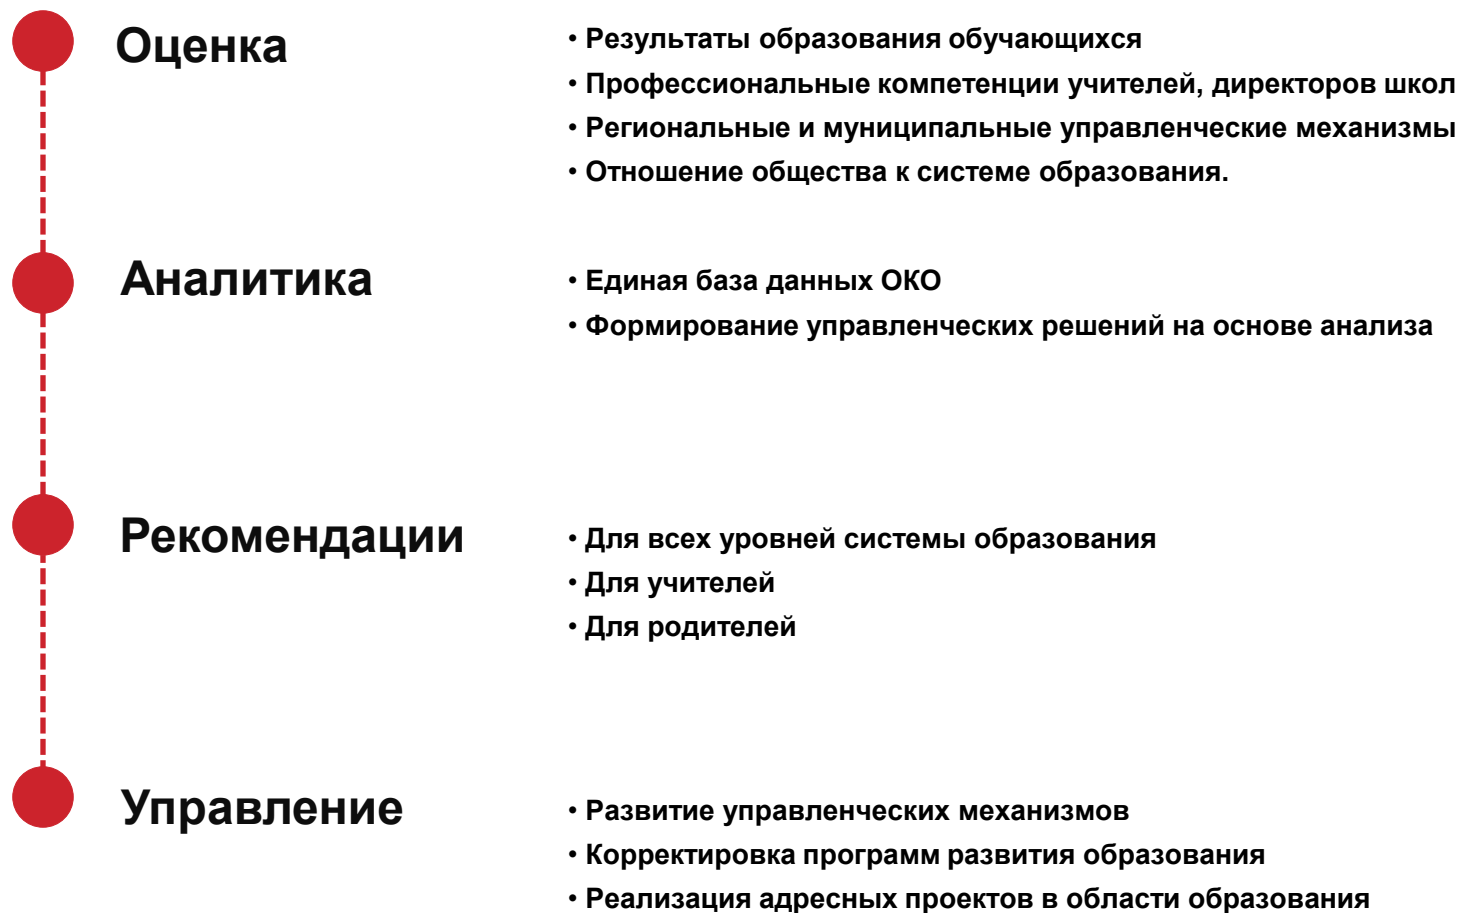 Оценка
• Результаты образования обучающихся
• Профессиональные компетенции учителей, директоров школ
• Региональные и муниципальные управленческие механизмы
• Отношение общества к системе образования.
Аналитика
• Единая база данных ОКО
• Формирование управленческих решений на основе анализа
Рекомендации
• Для всех уровней системы образования
• Для учителей
• Для родителей
Управление
• Развитие управленческих механизмов
• Корректировка программ развития образования
• Реализация адресных проектов в области образования